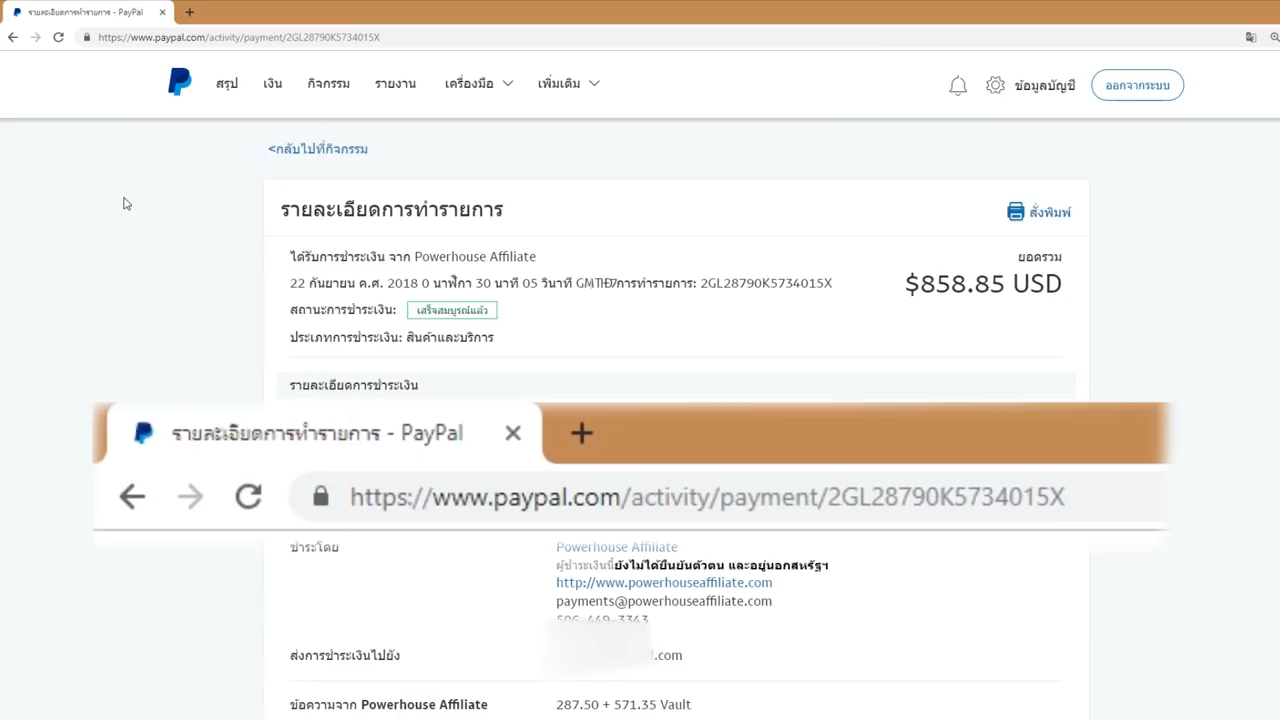 รายละเอียดการทำรายการ - PayPal
https://www.paypal.com/activity/payment/2GL28790K5734015X
สรุป เงิน กิจกรรม รายงาน เครื่องมือ เพิ่มเติม ข้อมูลบัญชี ออกจากระบบ
<กลับไปที่กิจกรรม
รายละเอียดการทำรายการ สั่งพิมพ์
ได้รับการชำระเงิน จาก Powerhouse Affiliate ยอดรวม
22 กันยายน ค.ศ. 2018 0 นาฬิกา 30 นาที 05 วินาที การทำรายการ: 2GL28790K5734015X $858.85 USD
สถานะการชำระเงิน: เสร็จสมบูรณ์แล้ว
ประเภทการชำระเงิน: สินค้าและบริการ
รายละเอียดการชำระเงิน
รายละเอียดการทำรายการ - PayPal
https://www.paypal.com/activity/payment/2GL28790K5734015X
ชำระโดย Powerhouse Affiliate
ผู้ชำระเงินนี้ยังไม่ได้ยืนยันตัวตน และอยู่นอกสหรัฐฯ
http://www.powerhouseaffiliate.com
payments@powerhouseaffiliate.com
506-449-3343
ส่งการชำระเงินไปยัง .com
ข้อความจาก Powerhouse Affiliate 287.50 + 571.35 Vault